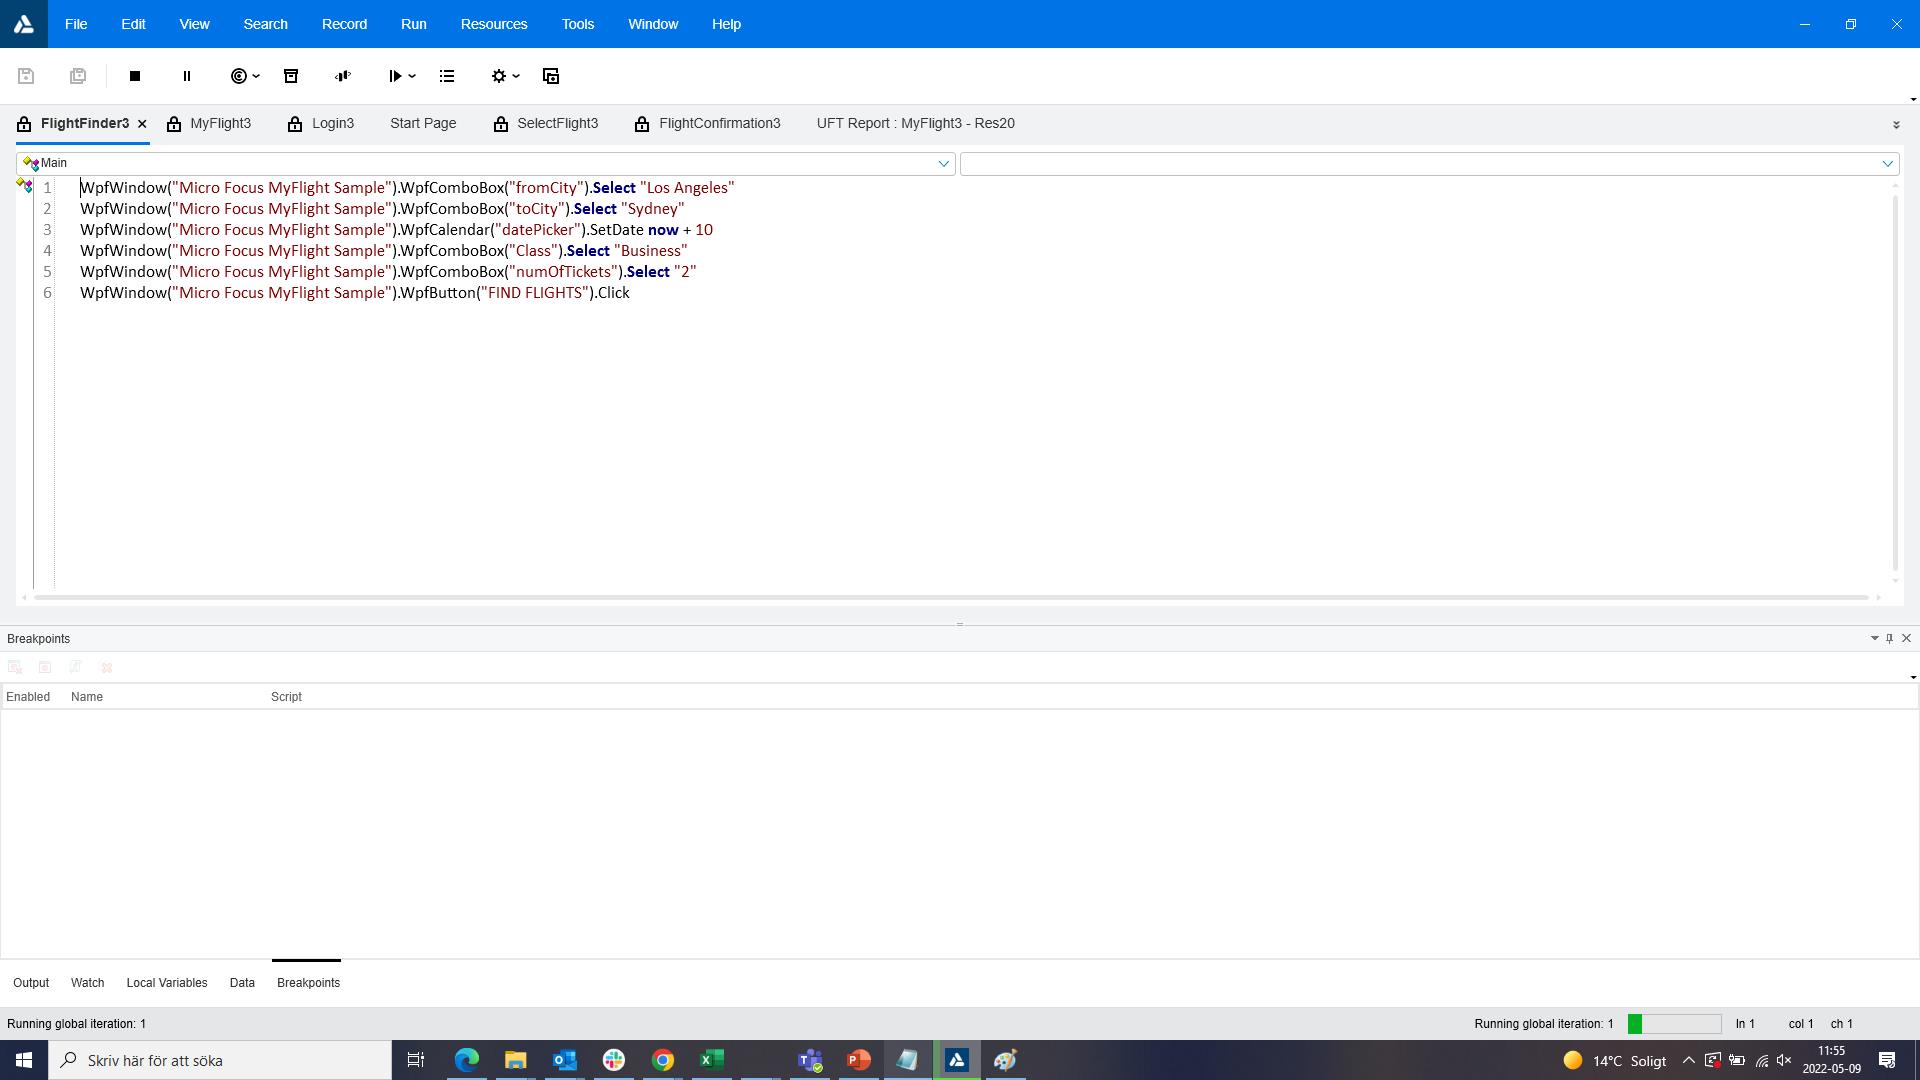 File Edit View Search Record Run Resources Tools Window Help
FlightFinder3 MyFlight3 Login3 Start Page SelectFlight3 FlightConfirmation3 UFT Report : MyFlight3 - Res20
Main
1 WpfWindow("Micro Focus MyFlight Sample").WpfComboBox("fromCity").Select "Los Angeles"
2 WpfWindow("Micro Focus MyFlight Sample").WpfComboBox("toCity").Select "Sydney"
3 WpfWindow("Micro Focus MyFlight Sample").WpfCalendar("datePicker").SetDate now + 10
4 WpfWindow("Micro Focus MyFlight Sample").WpfComboBox("Class").Select "Business"
5 WpfWindow("Micro Focus MyFlight Sample").WpfComboBox("numOfTickets").Select "2"
6 WpfWindow("Micro Focus MyFlight Sample").WpfButton("FIND FLIGHTS").Click
Breakpoints
Enabled Name Script
Output Watch Local Variables Data Breakpoints
Running global iteration: 1 Running global iteration: 1 ln 1 col 1 ch 1
Skriv här för att söka 14°C Soligt 11:55
2022-05-09